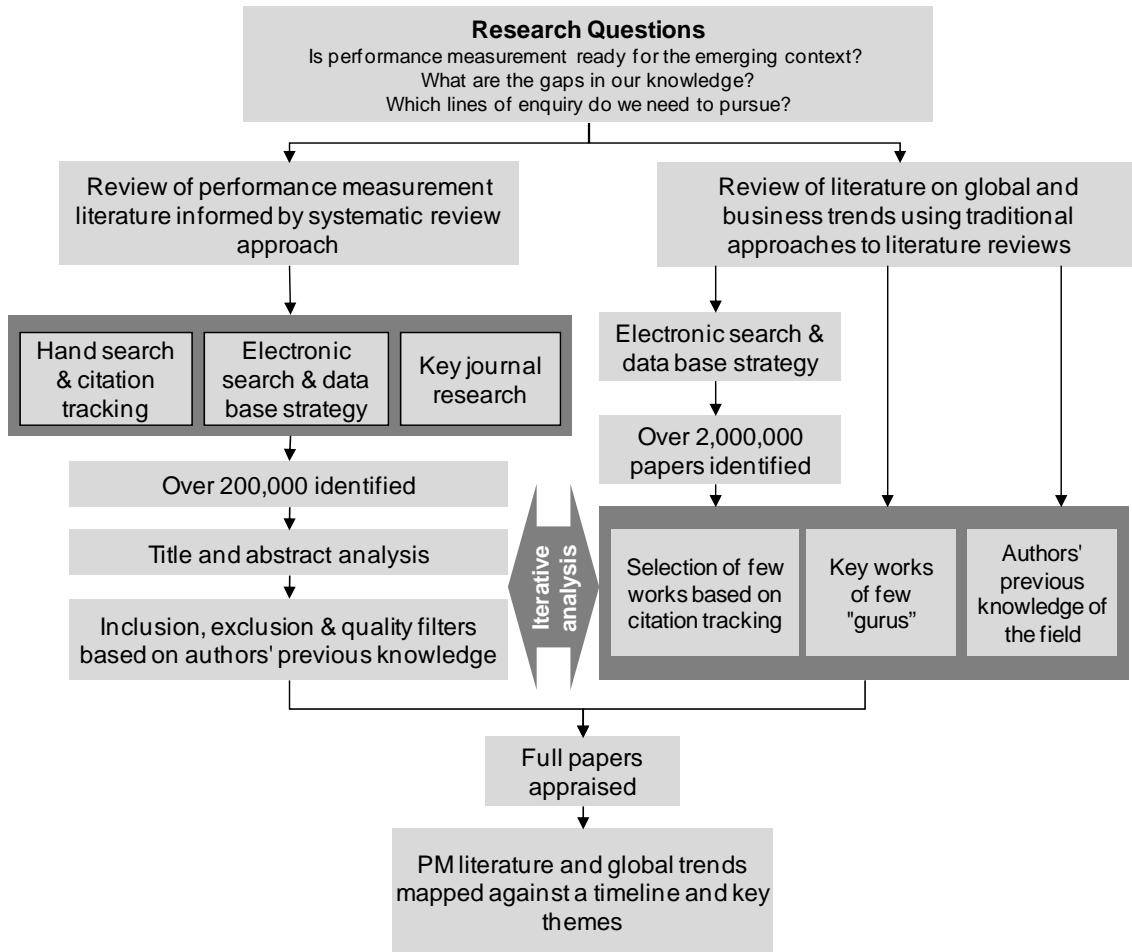 Research Questions
Is performance measurement ready for the emerging context?
What are the gaps in our knowledge?
Which lines of enquiry do we need to pursue?
Review of performance measurement
literature informed by systematic review
approach
Review of literature on global and
business trends using traditional
approaches to literature reviews
Hand search
& citation
tracking
Electronic
search & data
base strategy
Key journal
research
Electronic search &
data base strategy
Over 2,000,000
papers identified
Over 200,000 identified
Title and abstract analysis
Inclusion, exclusion & quality filters
based on authors' previous knowledge
Iterative
analysis
Selection of few
works based on
citation tracking
Key works
of few
"gurus”
Authors'
previous
knowledge of
the field
Full papers
appraised
PM literature and global trends
mapped against a timeline and key
themes